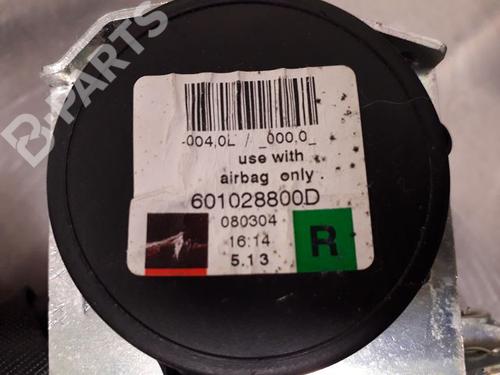 B-PARTS
-004,0L / _000,0_
use with
airbag only
601028800D
080304
16:14
5.13
R